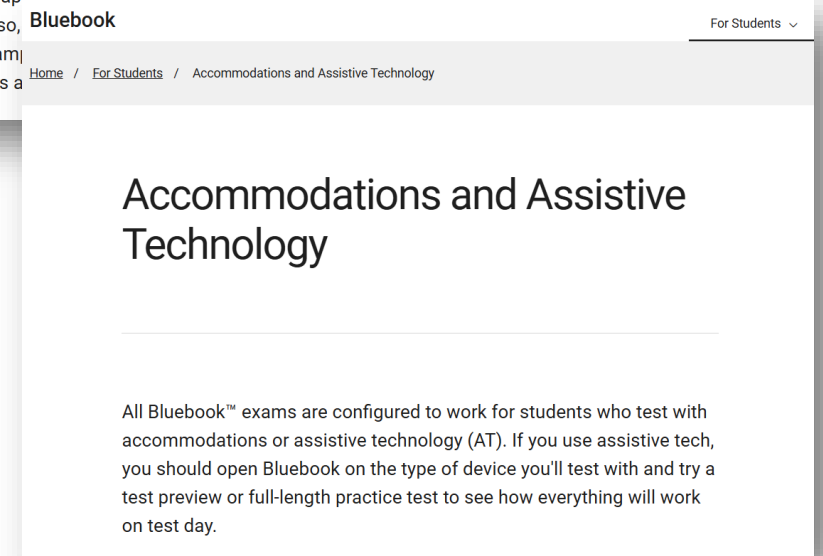 so,
Bluebook
For Students
Home / For Students / Accommodations and Assistive Technology
Accommodations and Assistive
Technology
All Bluebook™ exams are configured to work for students who test with
accommodations or assistive technology (AT). If you use assistive tech,
you should open Bluebook on the type of device you'll test with and try a
test preview or full-length practice test to see how everything will work
on test day.